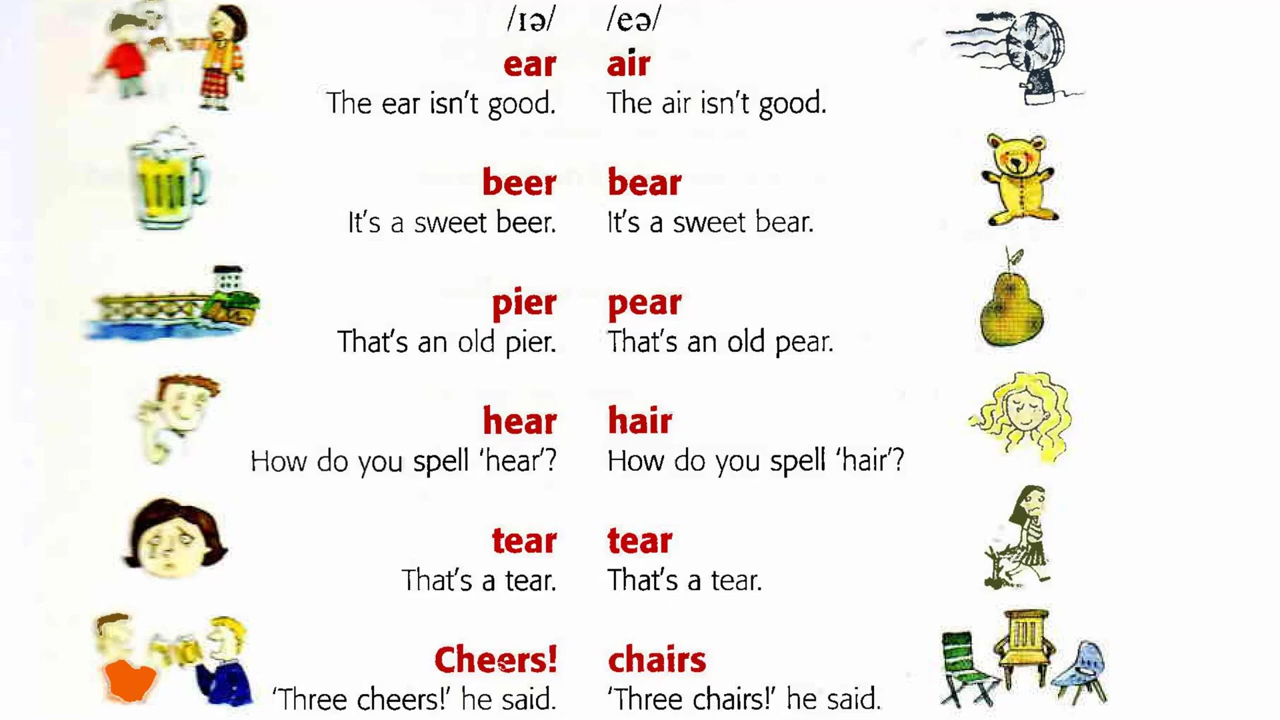 /ɪə/ /eə/
ear air
The ear isn't good. The air isn't good.
beer bear
It's a sweet beer. It's a sweet bear.
pier pear
That's an old pier. That's an old pear.
hear hair
How do you spell 'hear'? How do you spell 'hair'?
tear tear
That's a tear. That's a tear.
Cheers! chairs
'Three cheers!' he said. 'Three chairs!' he said.